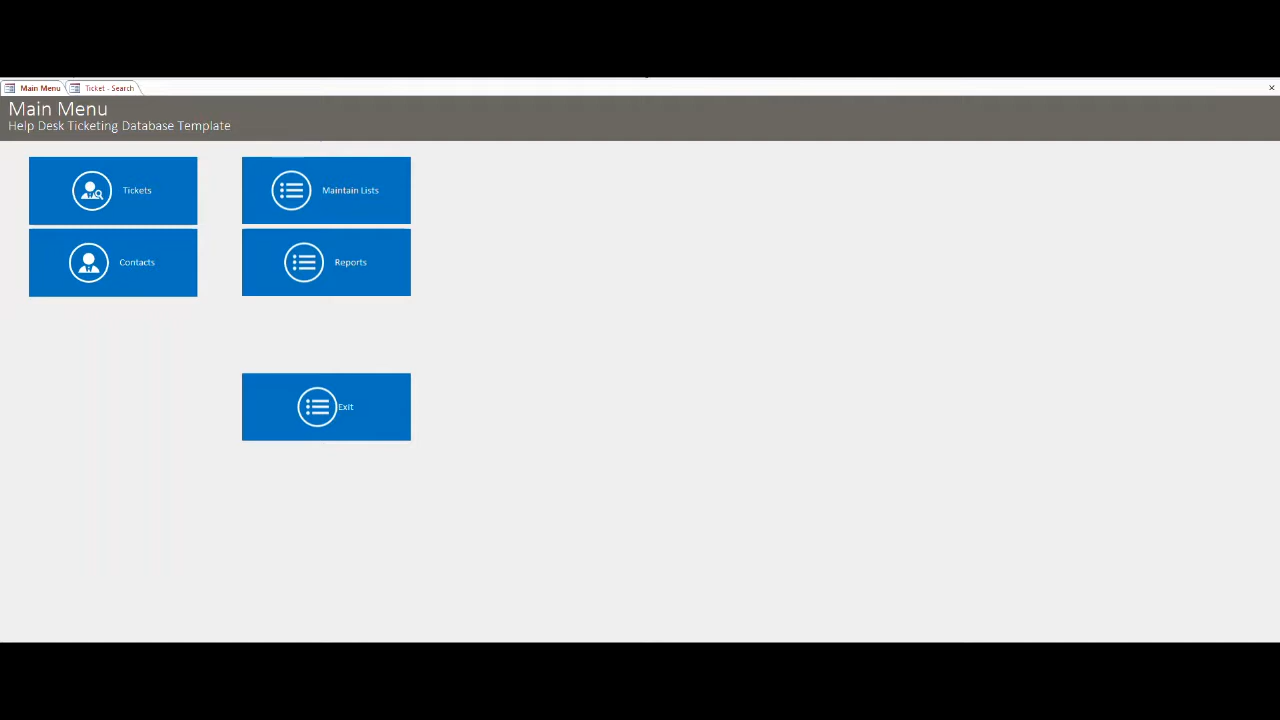 Main Menu
Ticket - Search
Main Menu
Help Desk Ticketing Database Template
Tickets
Maintain Lists
Contacts
Reports
Exit